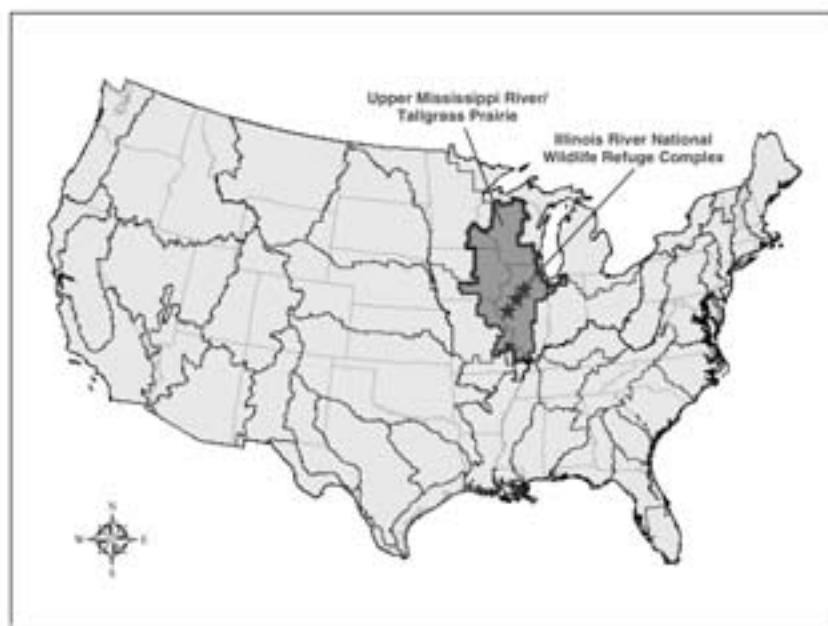 Upper Mississippi River/
Tallgrass Prairie
Illinois River National
Wildlife Refuge Complex
N
W E
S